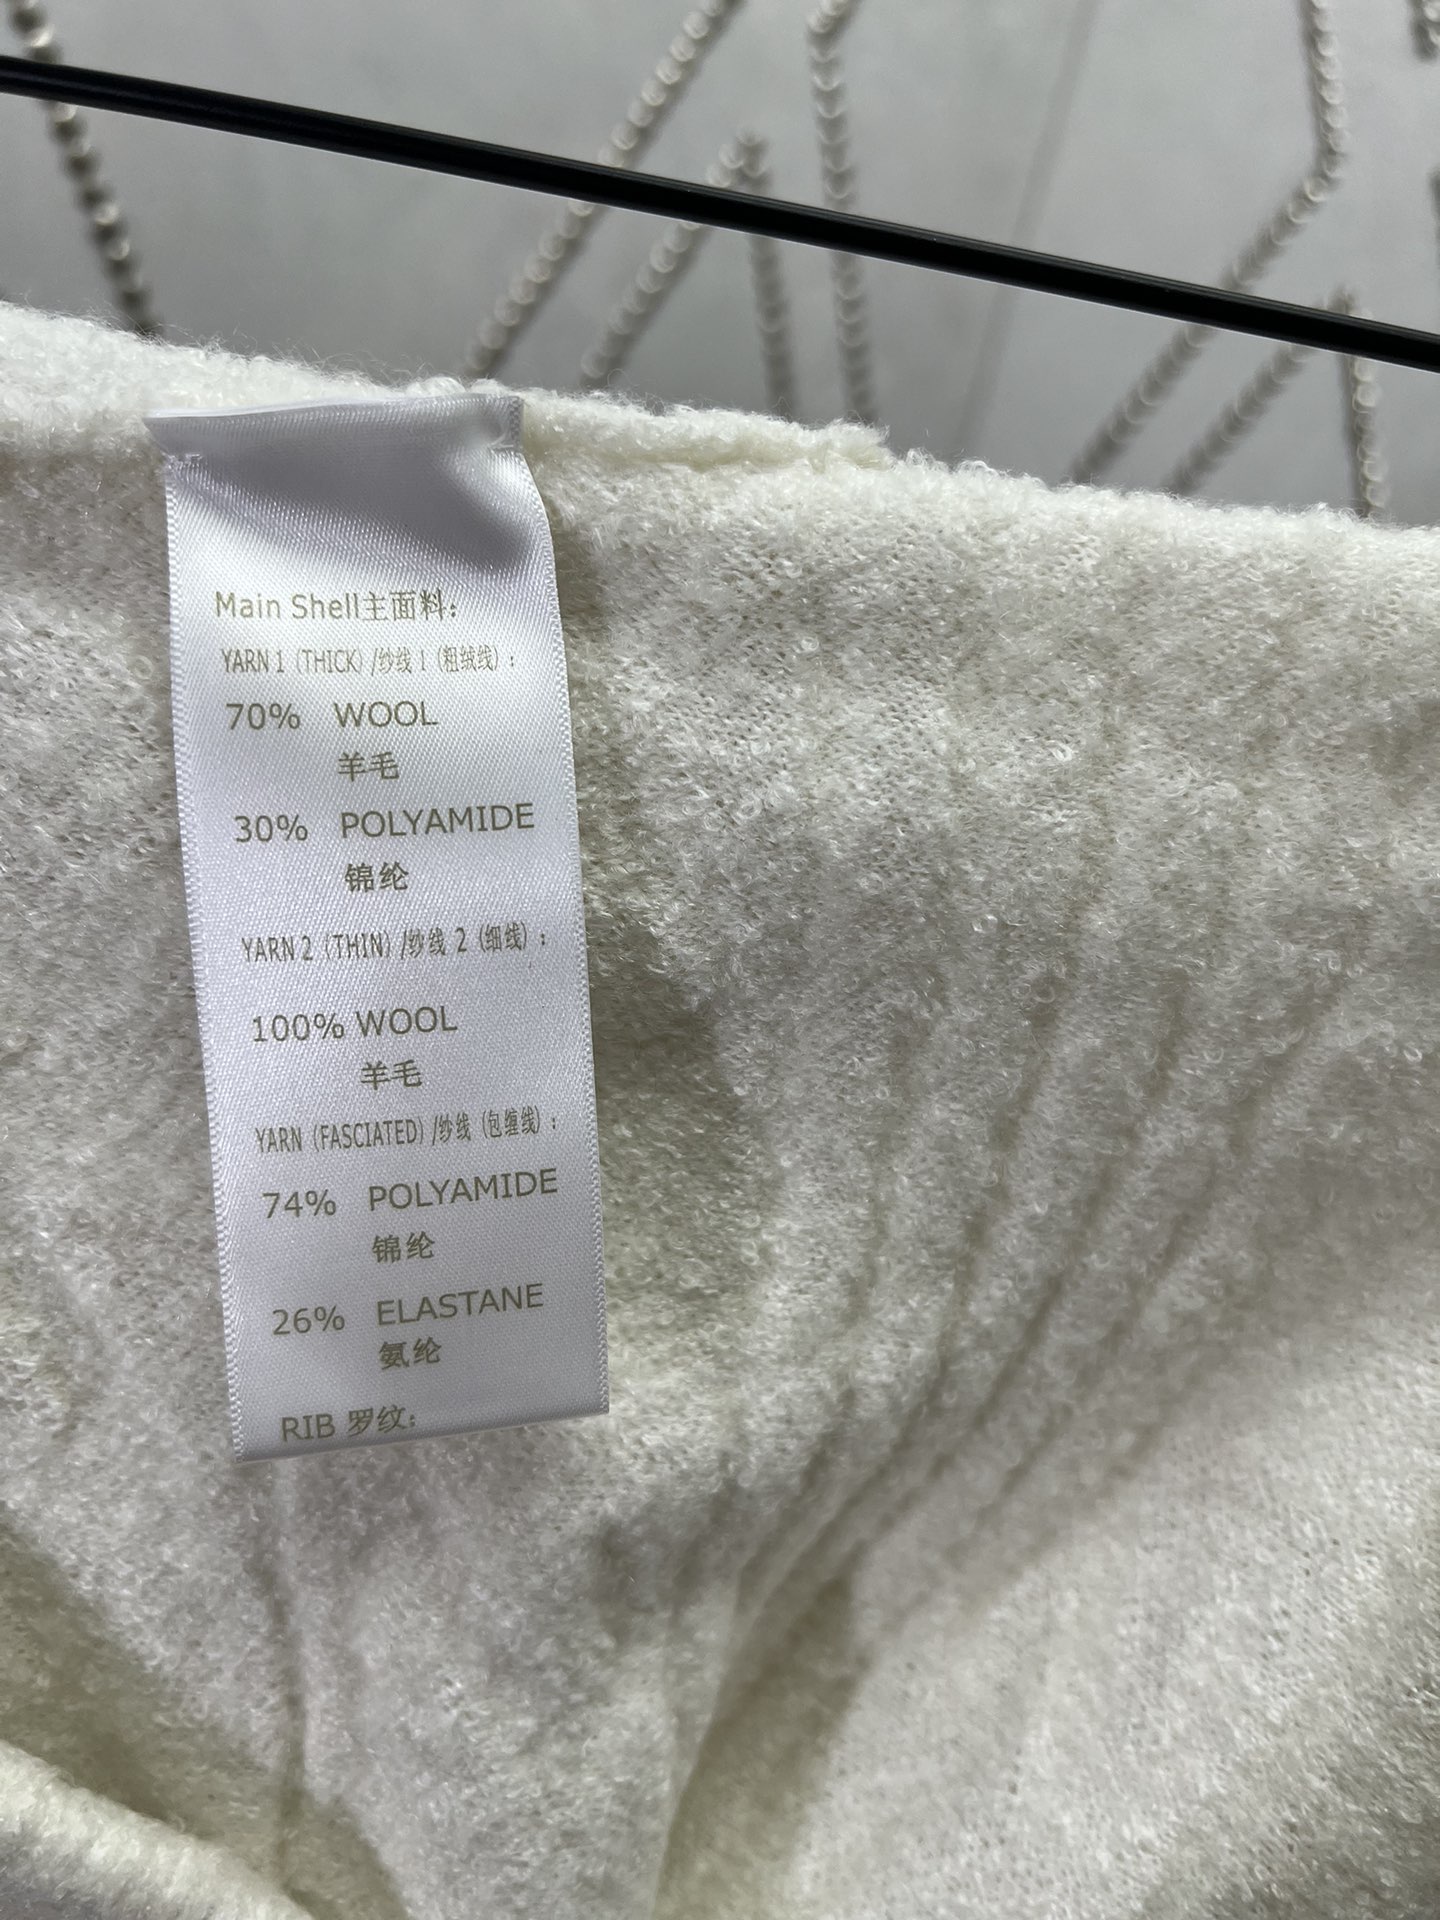 Main Shell主面料:
YARN 1 (THICK) /纱线 1 (粗绒线) :
70% WOOL
羊毛
30% POLYAMIDE
锦纶
YARN 2 (THIN) /纱线 2 (细线) :
100% WOOL
羊毛
YARN (FASCIATED) /纱线 (包缠线) :
74% POLYAMIDE
锦纶
26% ELASTANE
氨纶
RIB 罗纹: